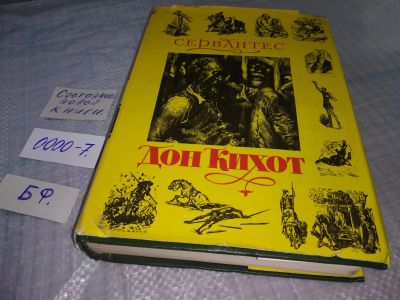 СЕРВАНТЕС
ДОН КИХОТ
Состояние
новой
книги
0000-7.
БФ.